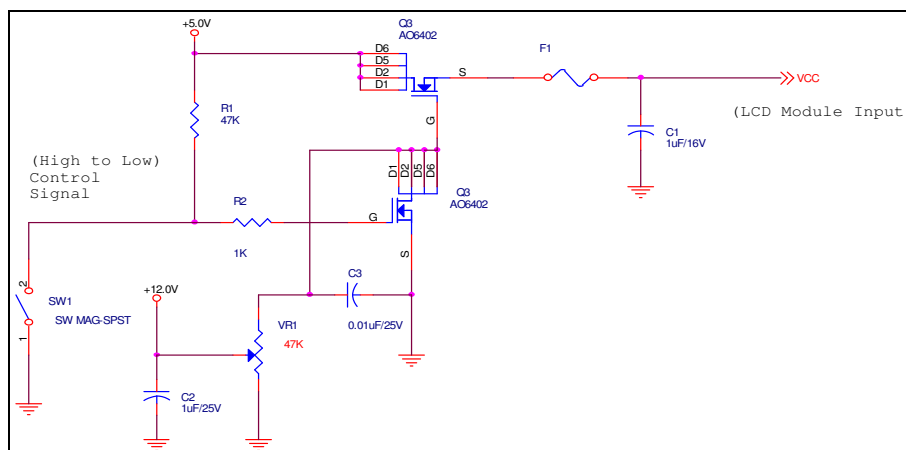 +5.0V
Q3
AO6402
F1
D6
D5
D2
D1
S
G
VCC
(LCD Module Input
R1
47K
C1
1uF/16V
(High to Low)
Control
Signal
D1
D2
D5
D6
Q3
AO6402
R2
1K
G
S
2
SW1
SW MAG-SPST
1
+12.0V
C3
0.01uF/25V
VR1
47K
C2
1uF/25V